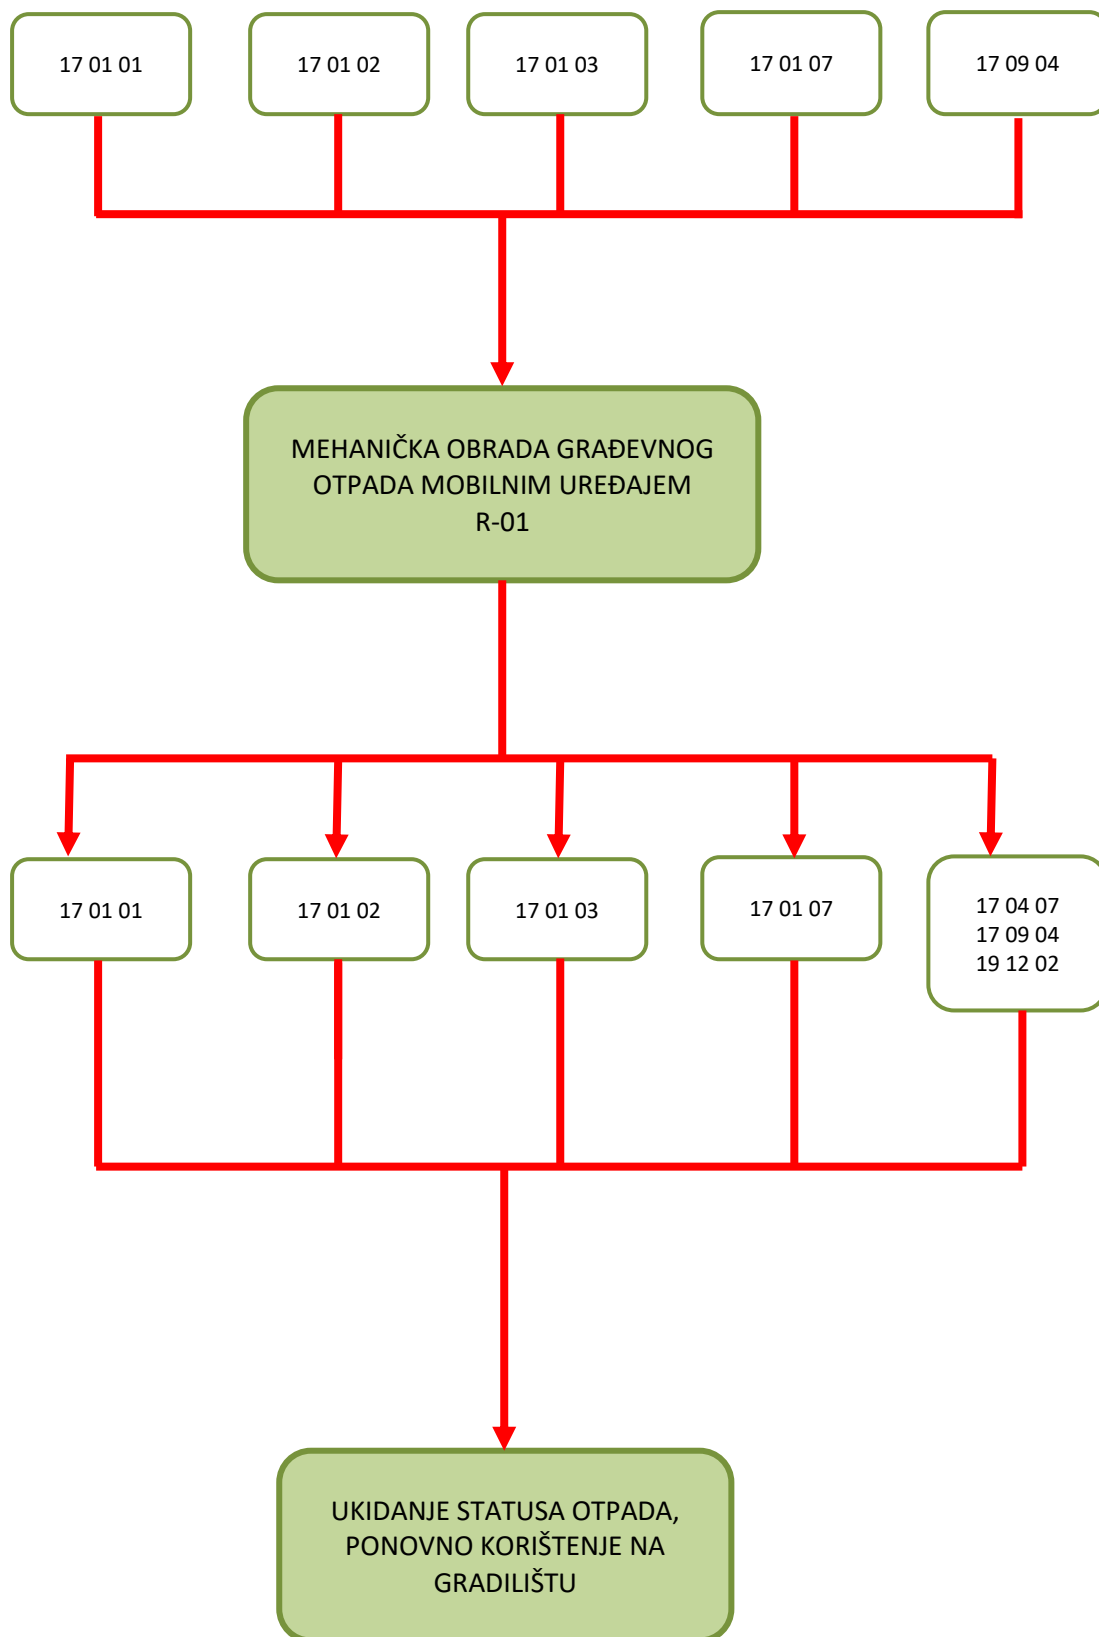 17 01 01
17 01 02
17 01 03
17 01 07
17 09 04
MEHANIČKA OBRADA GRAĐEVNOG
OTPADA MOBILNIM UREĐAJEM
R-01
17 01 01
17 01 02
17 01 03
17 01 07
17 04 07
17 09 04
19 12 02
UKIDANJE STATUSA OTPADA,
PONOVNO KORIŠTENJE NA
GRADILIŠTU